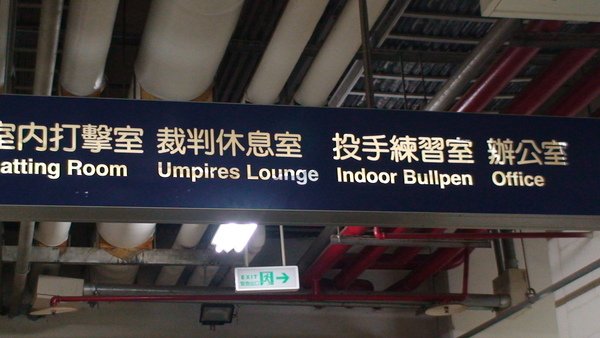 室內打擊室 裁判休息室 投手練習室 辦公室
atting Room Umpires Lounge Indoor Bullpen Office
EXIT